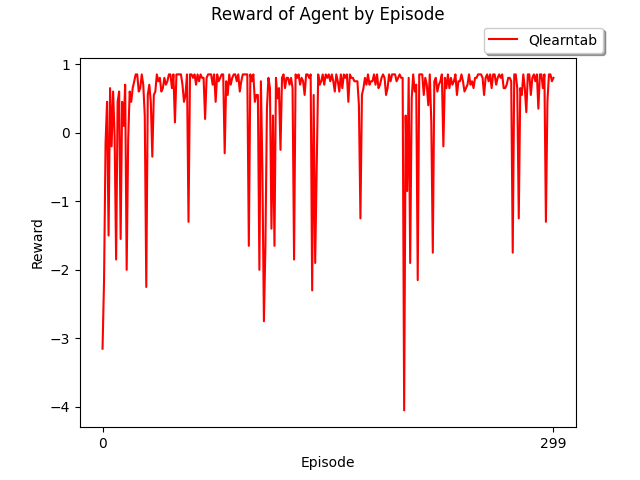 Reward of Agent by Episode
Qlearntab
1
0
−1
−2
−3
−4
Reward
0
299
Episode